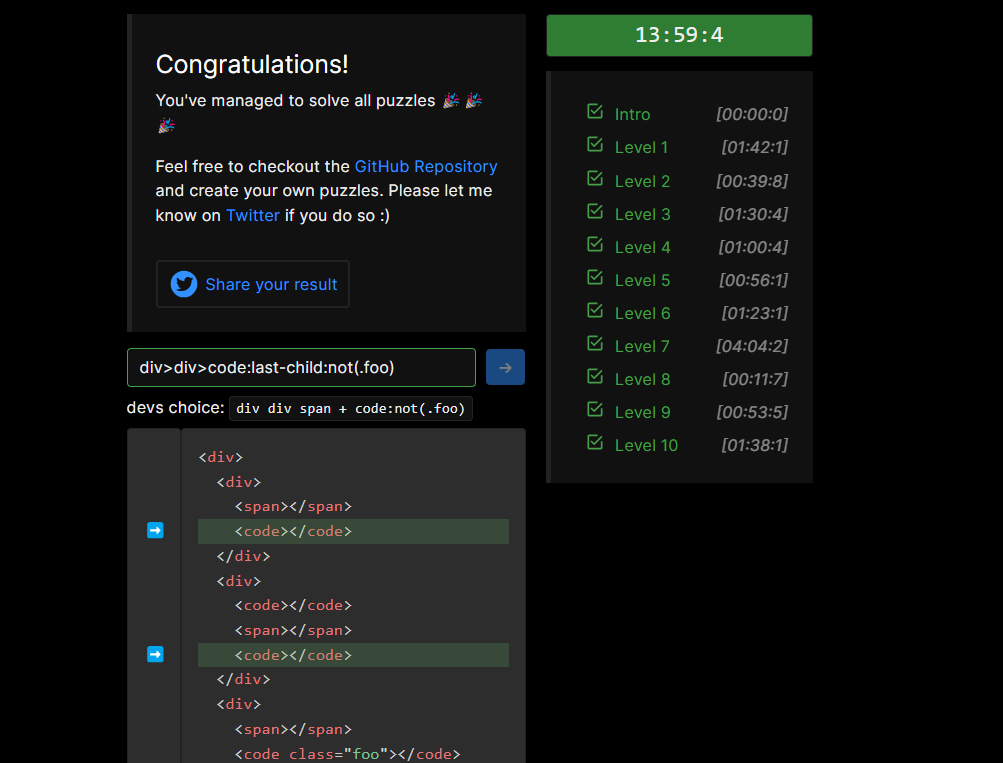 Congratulations!
You've managed to solve all puzzles 🎉 🎉
🎉
Feel free to checkout the GitHub Repository
and create your own puzzles. Please let me
know on Twitter if you do so :)
Share your result
div>div>code:last-child:not(.foo)
devs choice: div div span + code:not(.foo)
<div>
<div>
<span></span>
<code></code>
</div>
<div>
<code></code>
<span></span>
<code></code>
</div>
<div>
<span></span>
<code class="foo"></code>
13:59:4
Intro [00:00:0]
Level 1 [01:42:1]
Level 2 [00:39:8]
Level 3 [01:30:4]
Level 4 [01:00:4]
Level 5 [00:56:1]
Level 6 [01:23:1]
Level 7 [04:04:2]
Level 8 [00:11:7]
Level 9 [00:53:5]
Level 10 [01:38:1]